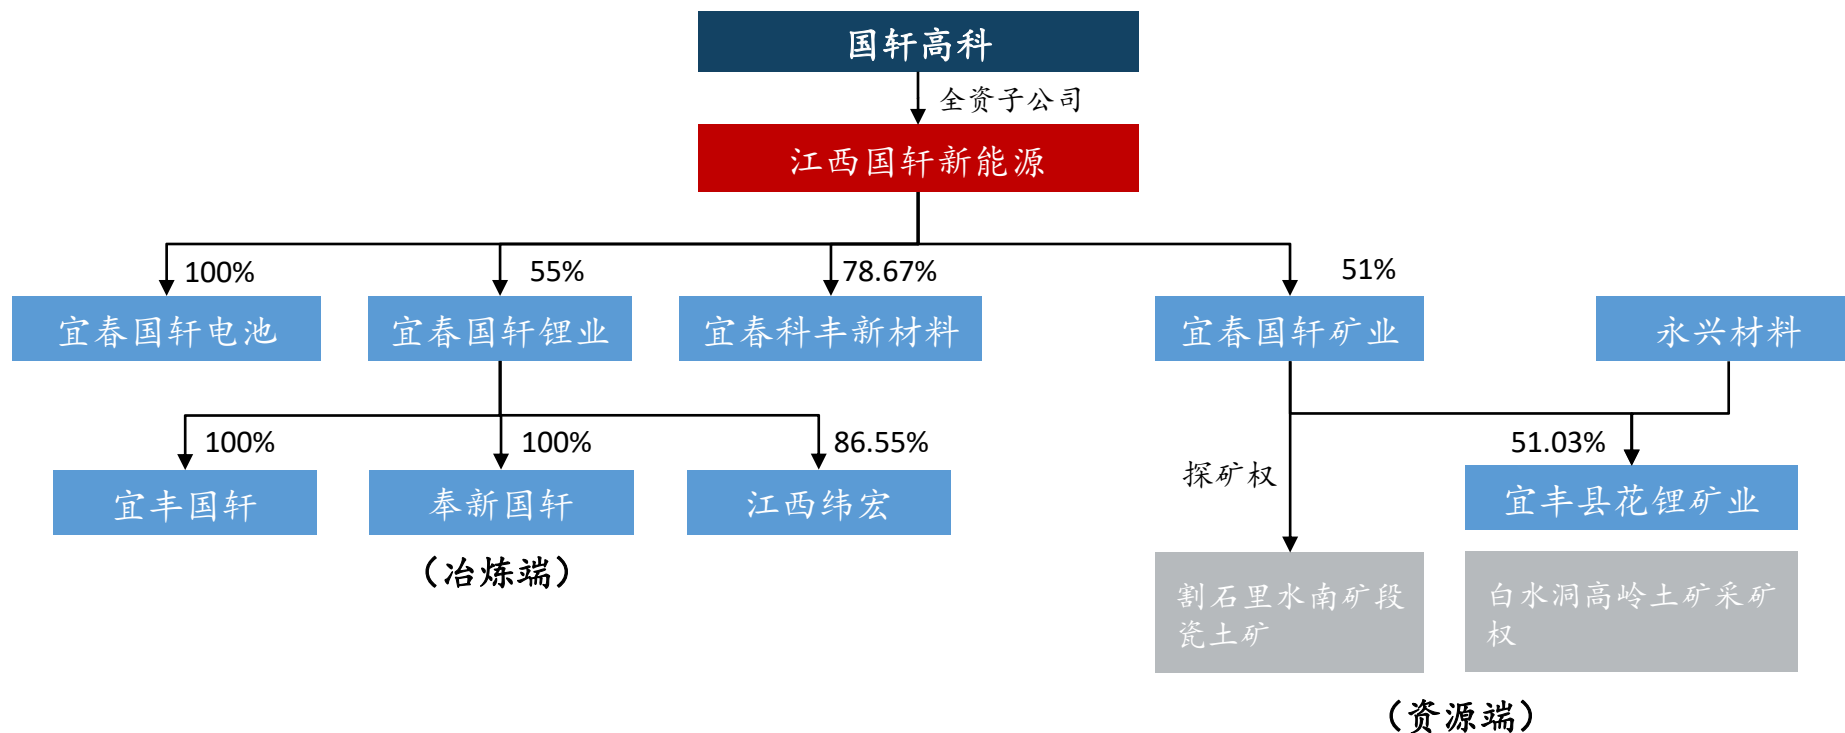 国轩高科
全资子公司
江西国轩新能源
100%
55%
78.67%
51%
宜春国轩电池
宜春国轩锂业
宜春科丰新材料
宜春国轩矿业
永兴材料
100%
100%
86.55%
探矿权
51.03%
宜丰国轩
奉新国轩
江西纬宏
宜丰县花锂矿业
（冶炼端）
割石里水南矿段
瓷土矿
白水洞高岭土矿采矿
权
（资源端）